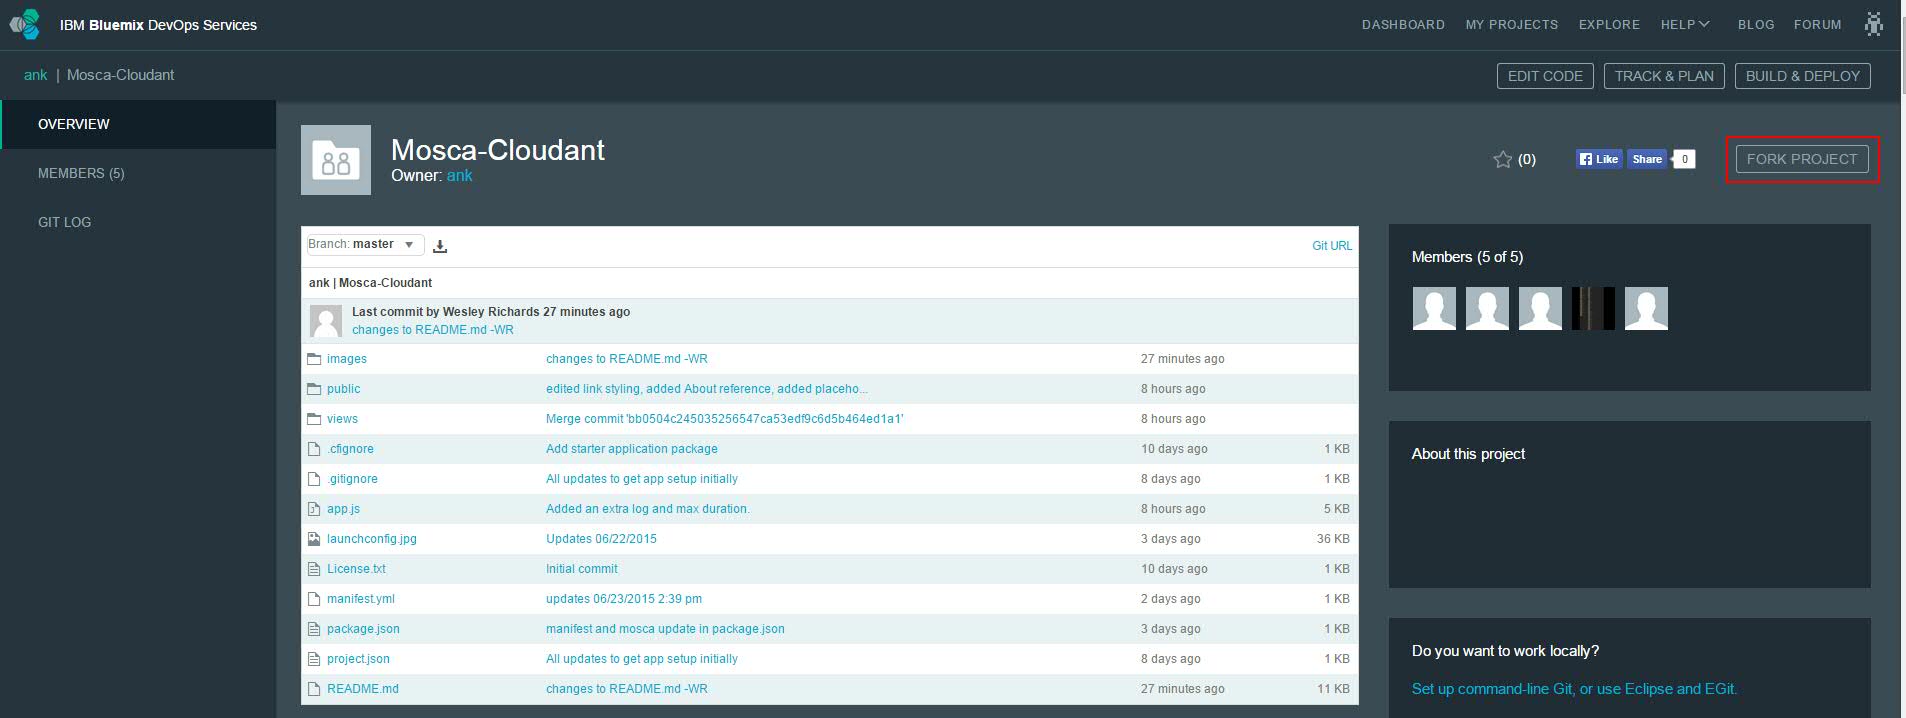 IBM Bluemix DevOps Services
DASHBOARD MY PROJECTS EXPLORE HELP BLOG FORUM
ank | Mosca-Cloudant
EDIT CODE TRACK & PLAN BUILD & DEPLOY
OVERVIEW
MEMBERS (5)
GIT LOG
Mosca-Cloudant
Owner: ank
(0)
Like Share 0
FORK PROJECT
Branch: master
Git URL
ank | Mosca-Cloudant
Last commit by Wesley Richards 27 minutes ago
changes to README.md -WR
images changes to README.md -WR 27 minutes ago
public edited link styling, added About reference, added placeho... 8 hours ago
views Merge commit 'bb0504c245035256547ca53edf9c6d5b464ed1a1' 8 hours ago
.cfignore Add starter application package 10 days ago 1 KB
.gitignore All updates to get app setup initially 8 days ago 1 KB
app.js Added an extra log and max duration. 8 hours ago 5 KB
launchconfig.jpg Updates 06/22/2015 3 days ago 36 KB
License.txt Initial commit 10 days ago 1 KB
manifest.yml updates 06/23/2015 2:39 pm 2 days ago 1 KB
package.json manifest and mosca update in package.json 3 days ago 1 KB
project.json All updates to get app setup initially 8 days ago 1 KB
README.md changes to README.md -WR 27 minutes ago 11 KB
Members (5 of 5)
About this project
Do you want to work locally?
Set up command-line Git, or use Eclipse and EGit.